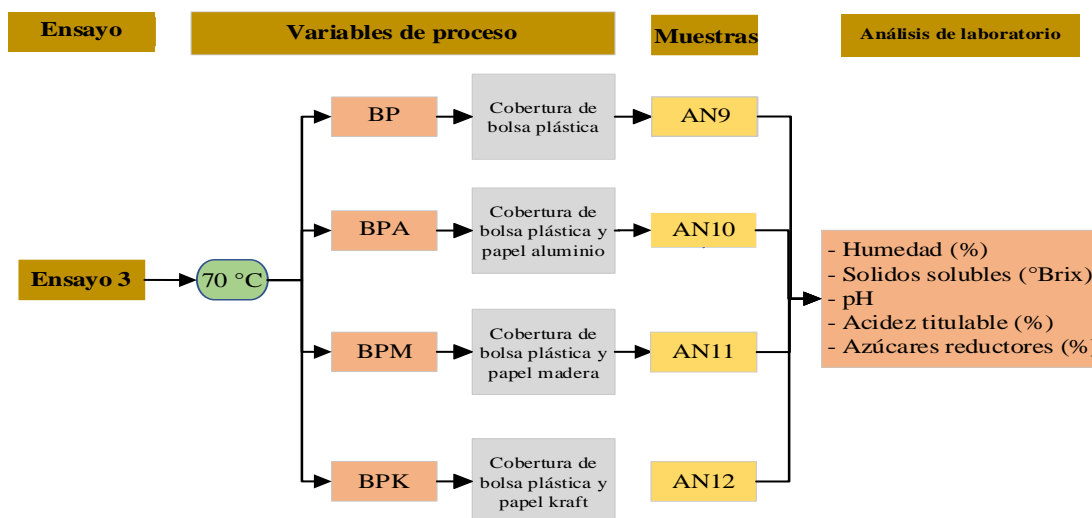 Ensayo
Variables de proceso
Muestras
Análisis de laboratorio
Ensayo 3
70 °C
BP
Cobertura de
bolsa plástica
AN9
BPA
Cobertura de
bolsa plástica y
papel aluminio
AN10
BPM
Cobertura de
bolsa plástica y
papel madera
AN11
BPK
Cobertura de
bolsa plástica y
papel kraft
AN12
- Humedad (%)
- Solidos solubles (°Brix)
- pH
- Acidez titulable (%)
- Azúcares reductores (%)